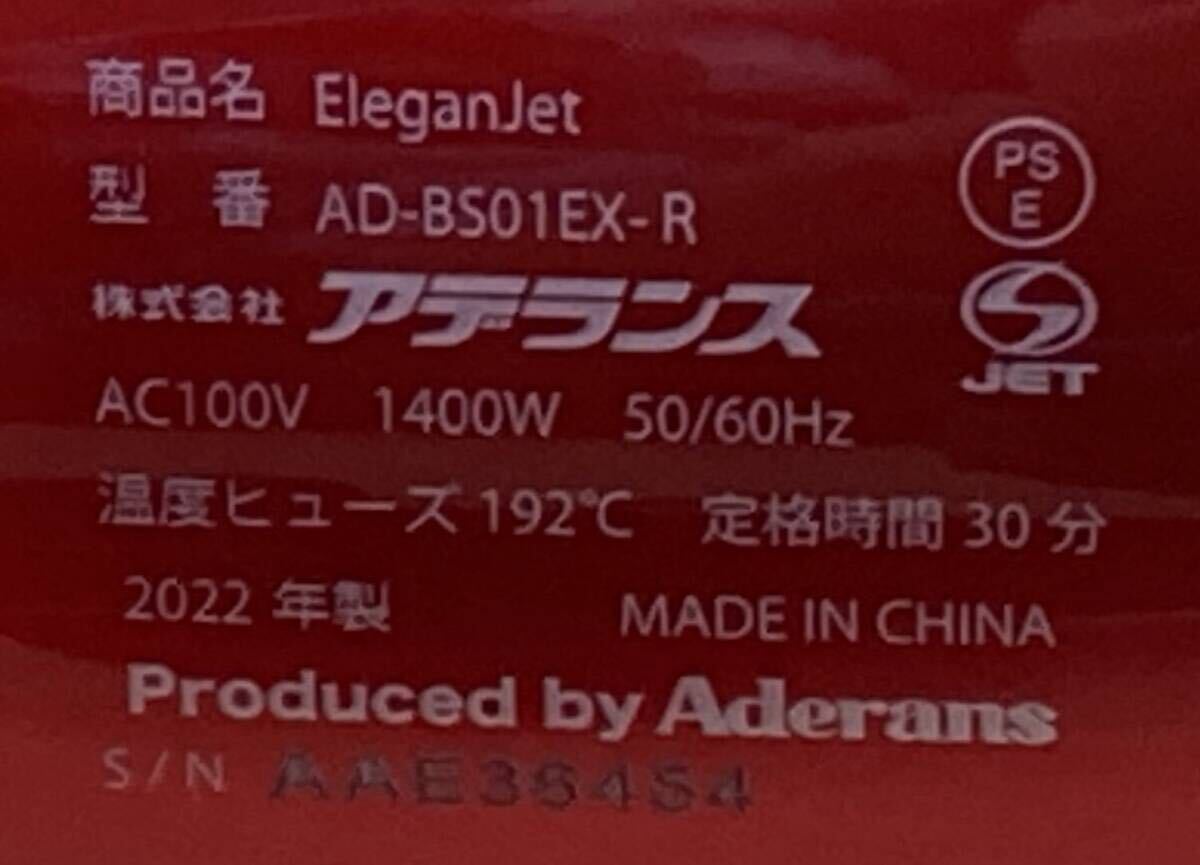 商品名 EleganJet
型 番 AD-BS01EX-R
PS
E
株式会社 アデランス
JET
AC100V 1400W 50/60Hz
温度ヒューズ 192℃ 定格時間 30 分
2022 年製 MADE IN CHINA
Produced by Aderans
S/N